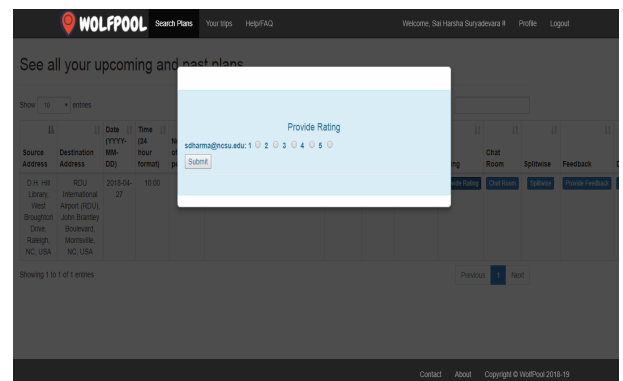 WOLFPOOL Search Plans Your trips Help/FAQ Welcome, Sai Harsha Suryadevara !! Profile Logout
See all your upcoming and past plans
Show 10 entries
Provide Rating
sdharma@ncsu.edu: 1 2 3 4 5
Submit
Source Address
Destination Address
Date (YYYY-MM-DD)
Time (24 hour format)
Chat Room
Splitwise
Feedback
D.H. Hill Library, West Broughton Drive, Raleigh, NC, USA
RDU International Airport (RDU), John Brantley Boulevard, Morrisville, NC, USA
2018-04-27
10:00
Rating
Chat Room
Splitwise
Provide Feedback
Showing 1 to 1 of 1 entries
Previous 1 Next
Contact About Copyright © WolfPool 2018-19